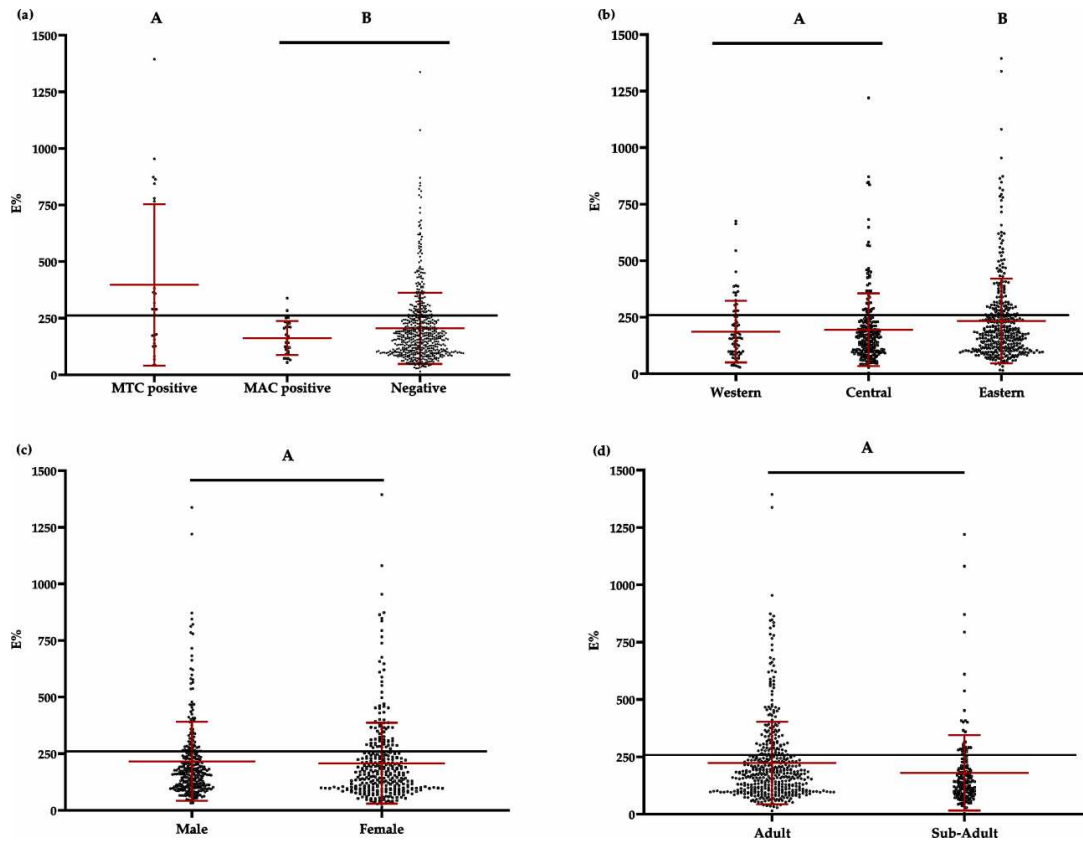 (a)
A B
1500
1250
1000
750
500
250
0
E%
MTC positive MAC positive Negative
(b)
A B
1500
1250
1000
750
500
250
0
E%
Western Central Eastern
(c)
A
1500
1250
1000
750
500
250
0
E%
Male Female
(d)
A
1500
1250
1000
750
500
250
0
E%
Adult Sub-Adult